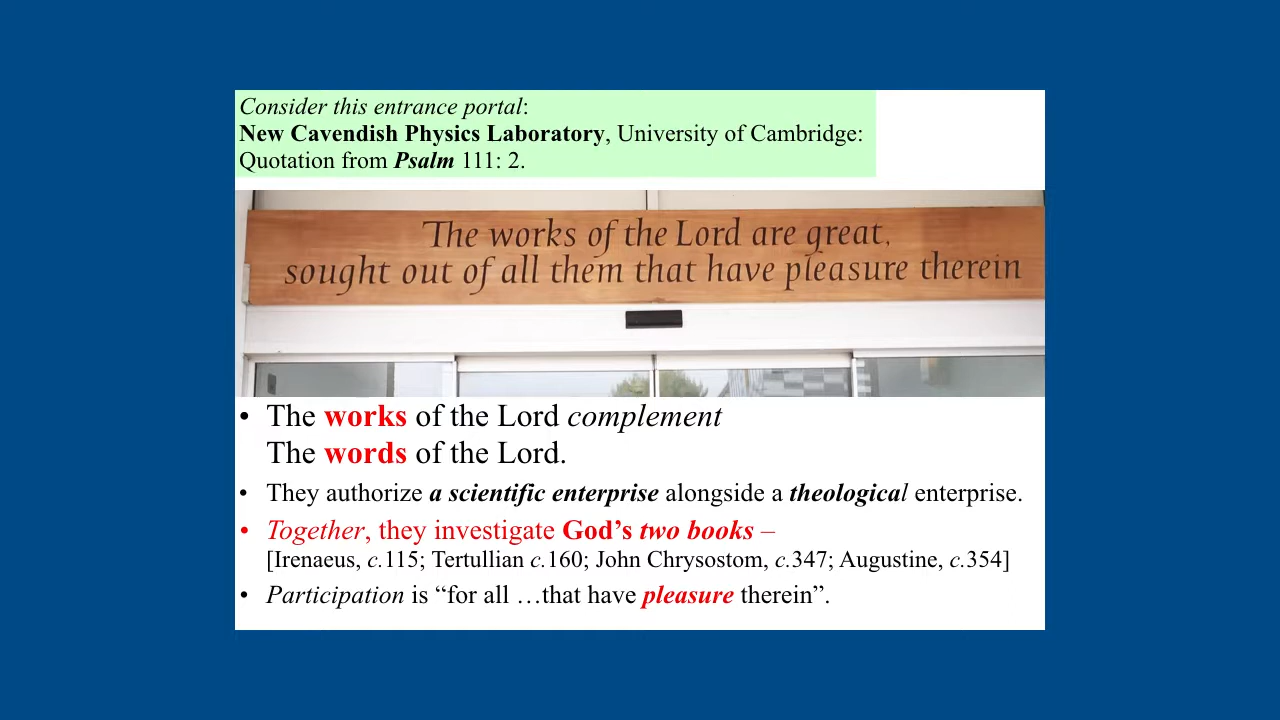 Consider this entrance portal:
New Cavendish Physics Laboratory, University of Cambridge:
Quotation from Psalm 111: 2.
The works of the Lord are great,
sought out of all them that have pleasure therein
• The works of the Lord complement
The words of the Lord.
• They authorize a scientific enterprise alongside a theological enterprise.
• Together, they investigate God’s two books –
[Irenaeus, c.115; Tertullian c.160; John Chrysostom, c.347; Augustine, c.354]
• Participation is “for all …that have pleasure therein”.